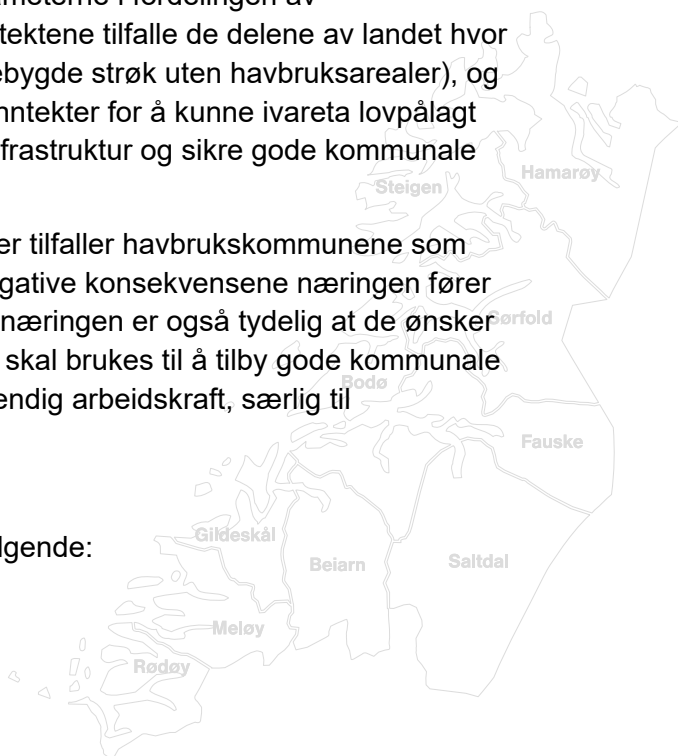 ameterne i fordelingen av
tektene tilfalle de delene av landet hvor
ebygde strøk uten havbruksarealer), og
nntekter for å kunne ivareta lovpålagt
frastruktur og sikre gode kommunale
Hamarøy
Steigen
er tilfaller havbrukskommunene som
gative konsekvensene næringen fører
næringen er også tydelig at de ønsker
Sørfold
skal brukes til å tilby gode kommunale
Bodø
endig arbeidskraft, særlig til
Fauske
Gildeskål
lgende:
Beiarn
Saltdal
Meløy
Rødøy